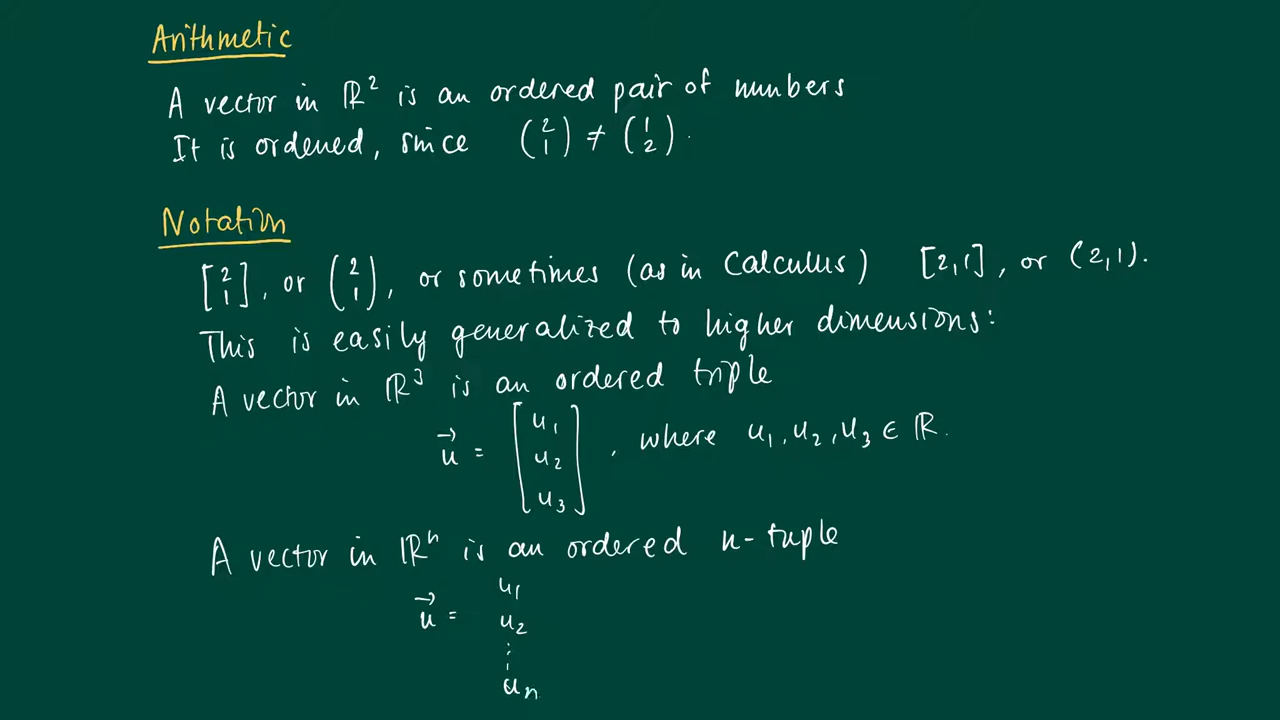 Arithmetic
A vector in ℝ² is an ordered pair of numbers
It is ordered, since (2 1) ≠ (1 2).
Notation
[2 1], or (2 1), or sometimes (as in Calculus) [2,1], or (2,1).
This is easily generalized to higher dimensions:
A vector in ℝ³ is an ordered triple
u⃗ = [u₁ u₂ u₃], where u₁, u₂, u₃ ∈ ℝ.
A vector in ℝⁿ is an ordered n-tuple
u⃗ = u₁ u₂ ⋮ uₙ